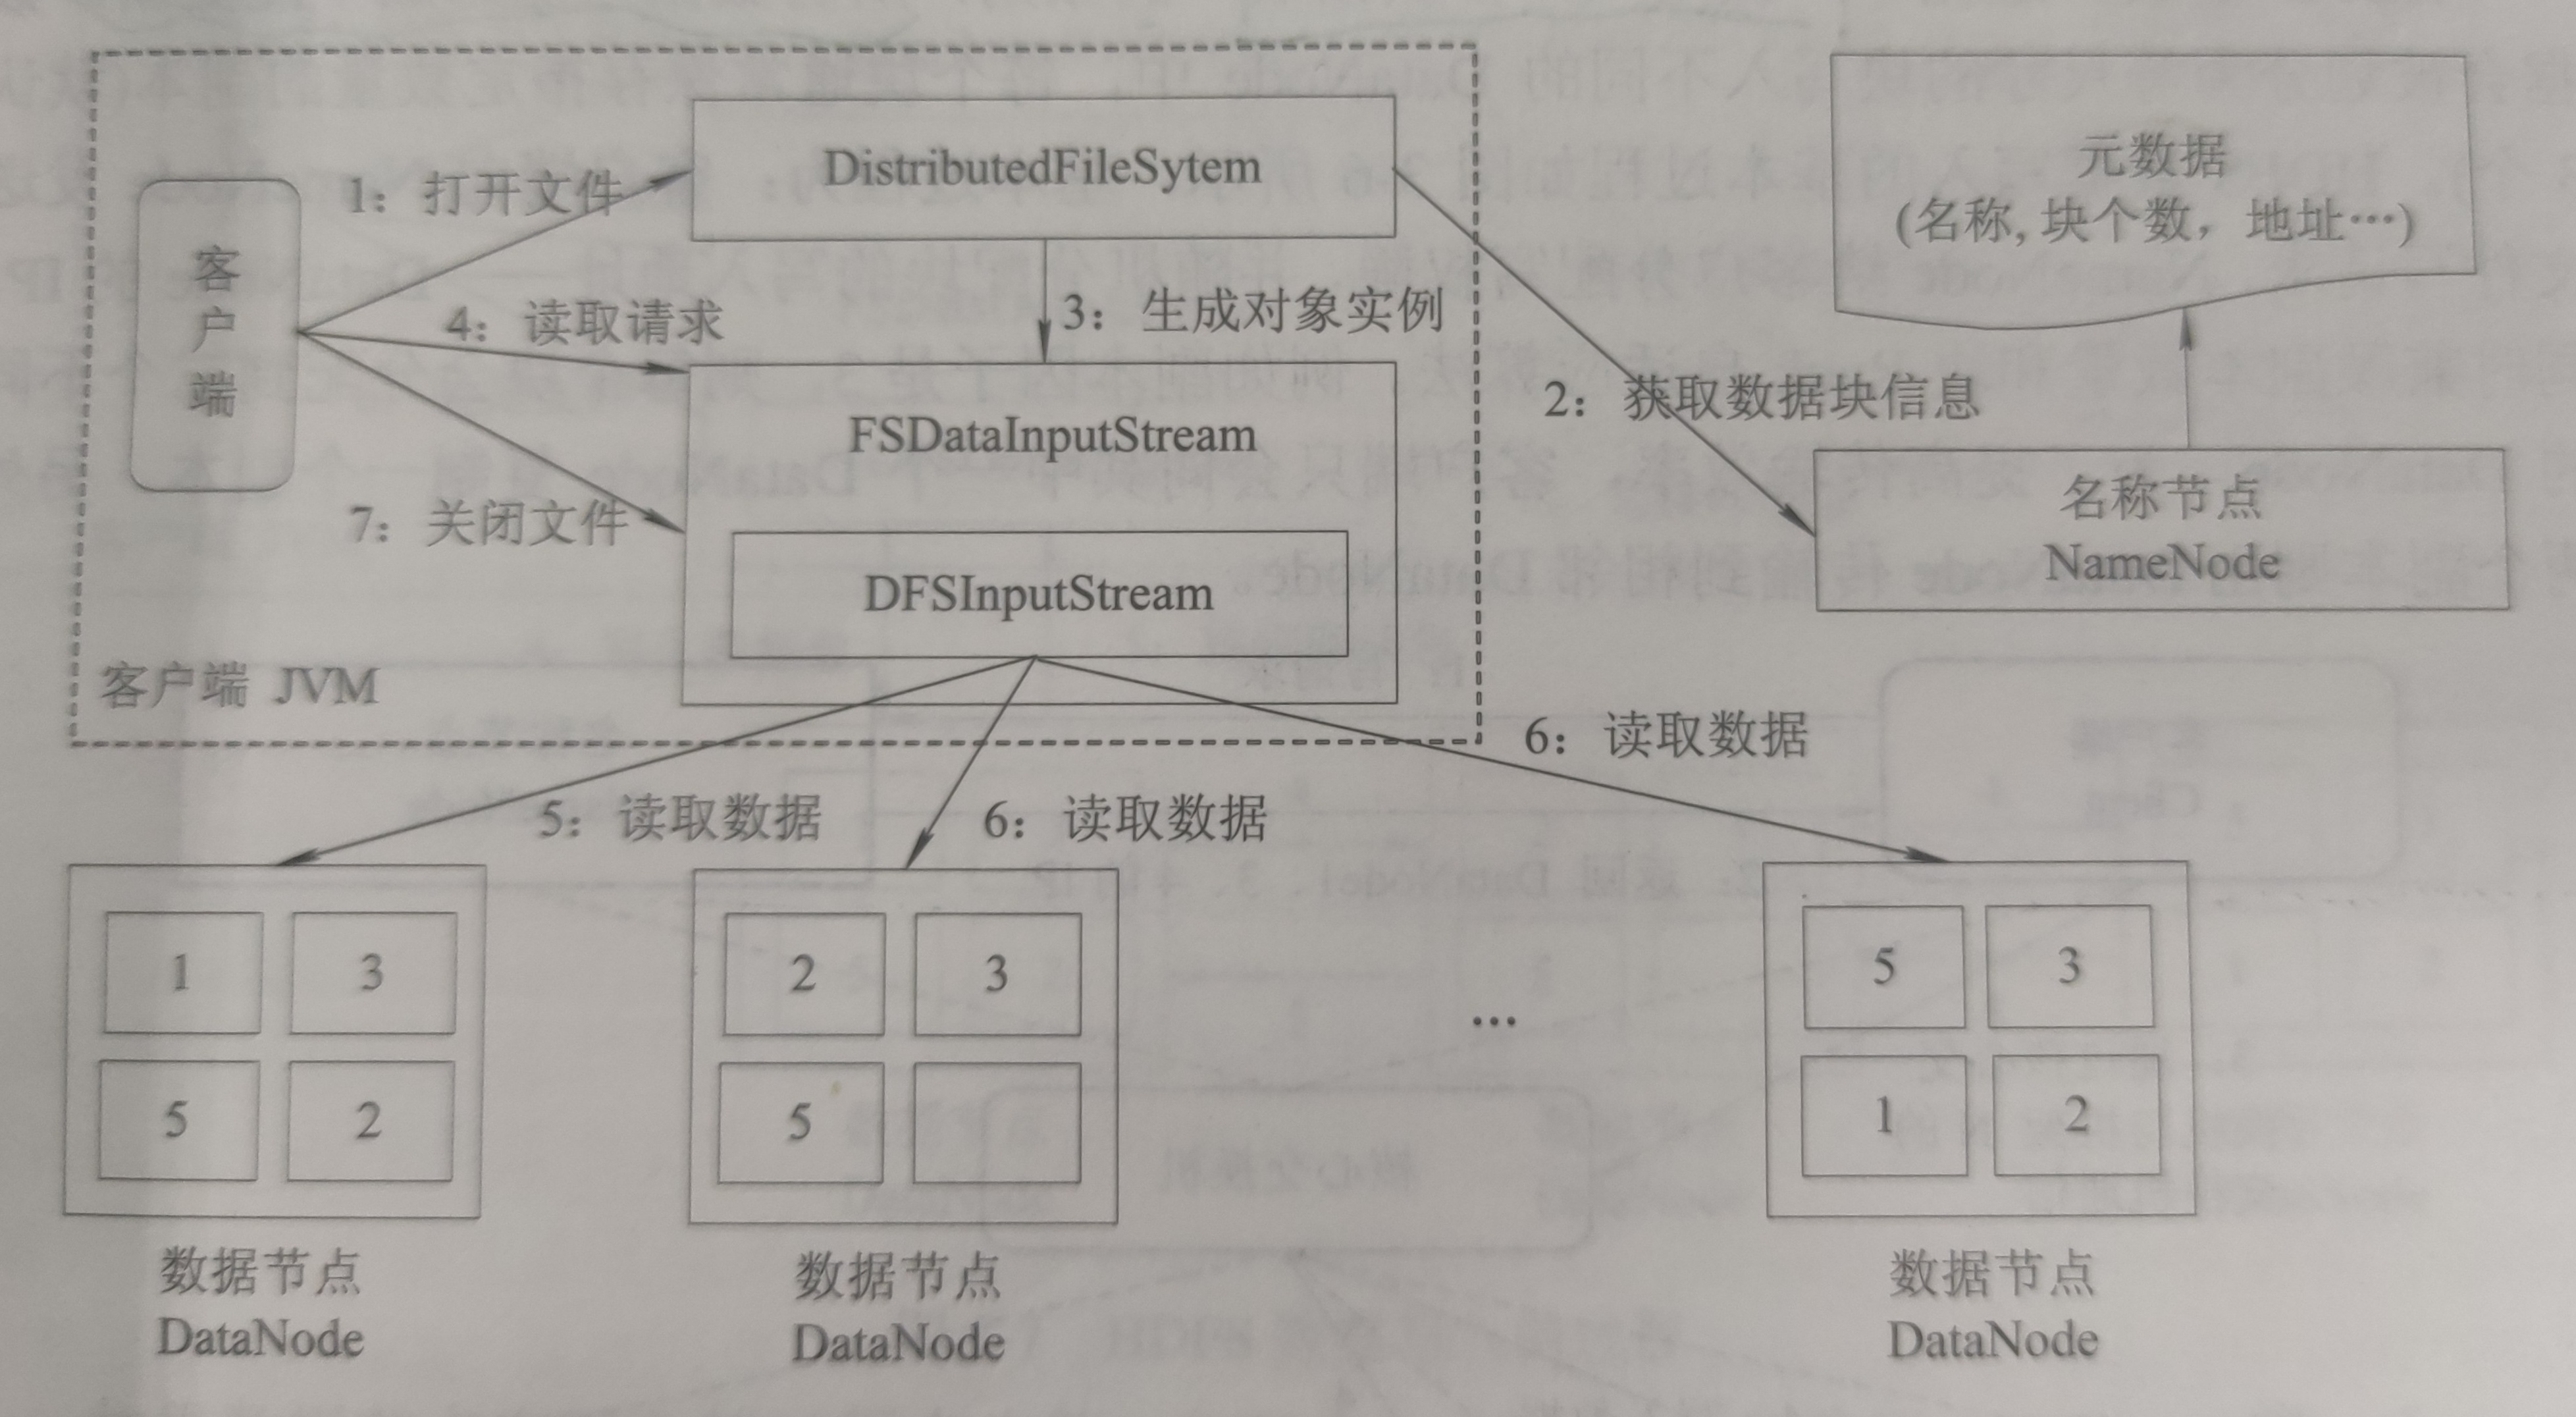 DistributedFileSytem
元数据
(名称, 块个数，地址…)
1：打开文件
客
户
端
4：读取请求
3：生成对象实例
2：获取数据块信息
FSDataInputStream
7：关闭文件
名称节点
NameNode
DFSInputStream
客户端 JVM
6：读取数据
5：读取数据
6：读取数据
1 3
5 2
2 3
5
...
5 3
1 2
数据节点
DataNode
数据节点
DataNode
数据节点
DataNode